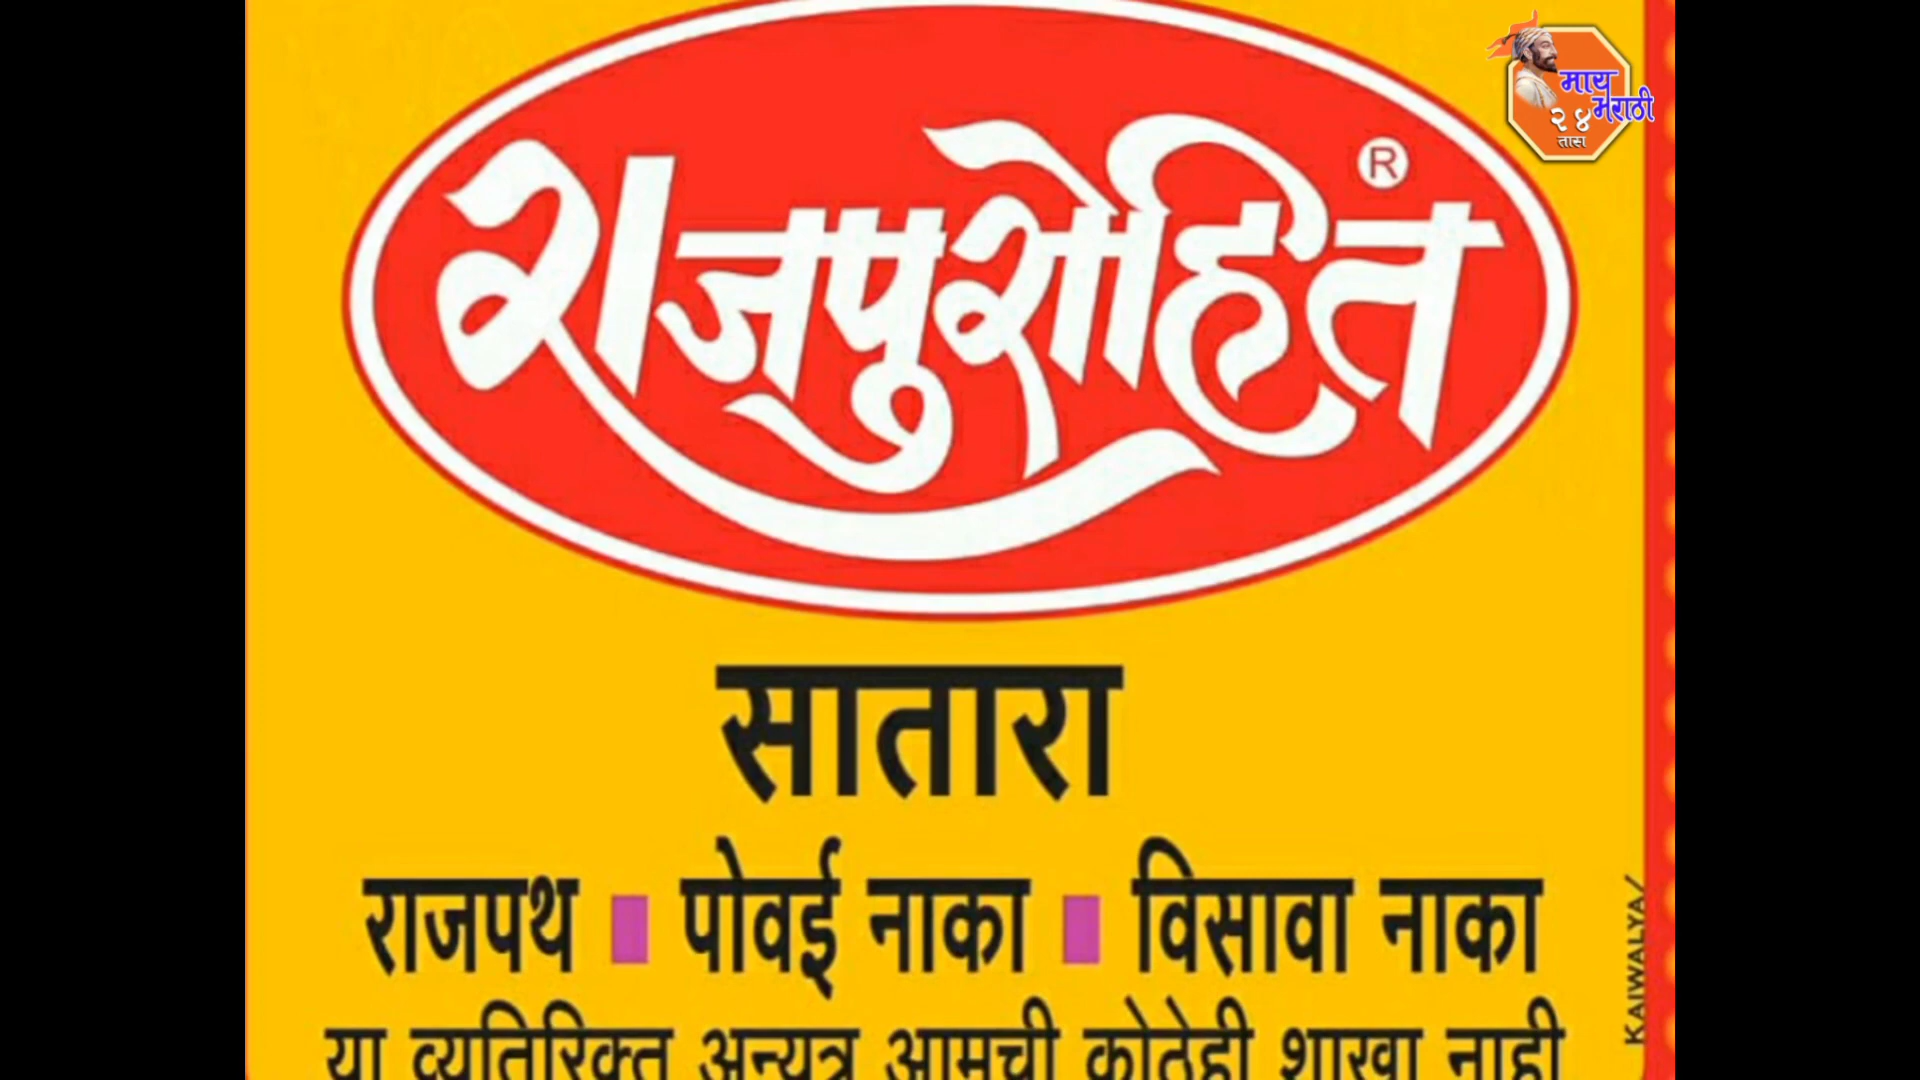 माय
मराठी
२४
तास
राजपुरोहित
®
सातारा
राजपथ ■ पोवई नाका ■ विसावा नाका
या व्यतिरिक्त अन्यत्र आमची कोठेही शाखा नाही
KAIWALYA